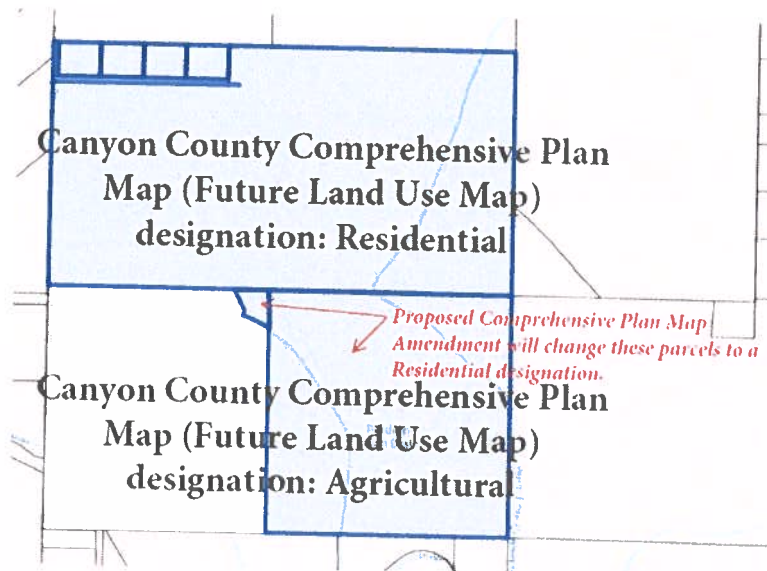 Canyon County Comprehensive Plan
Map (Future Land Use Map)
designation: Residential
Proposed Comprehensive Plan Map
Amendment will change these parcels to a
Residential designation.
Canyon County Comprehensive Plan
Map (Future Land Use Map)
designation: Agricultural